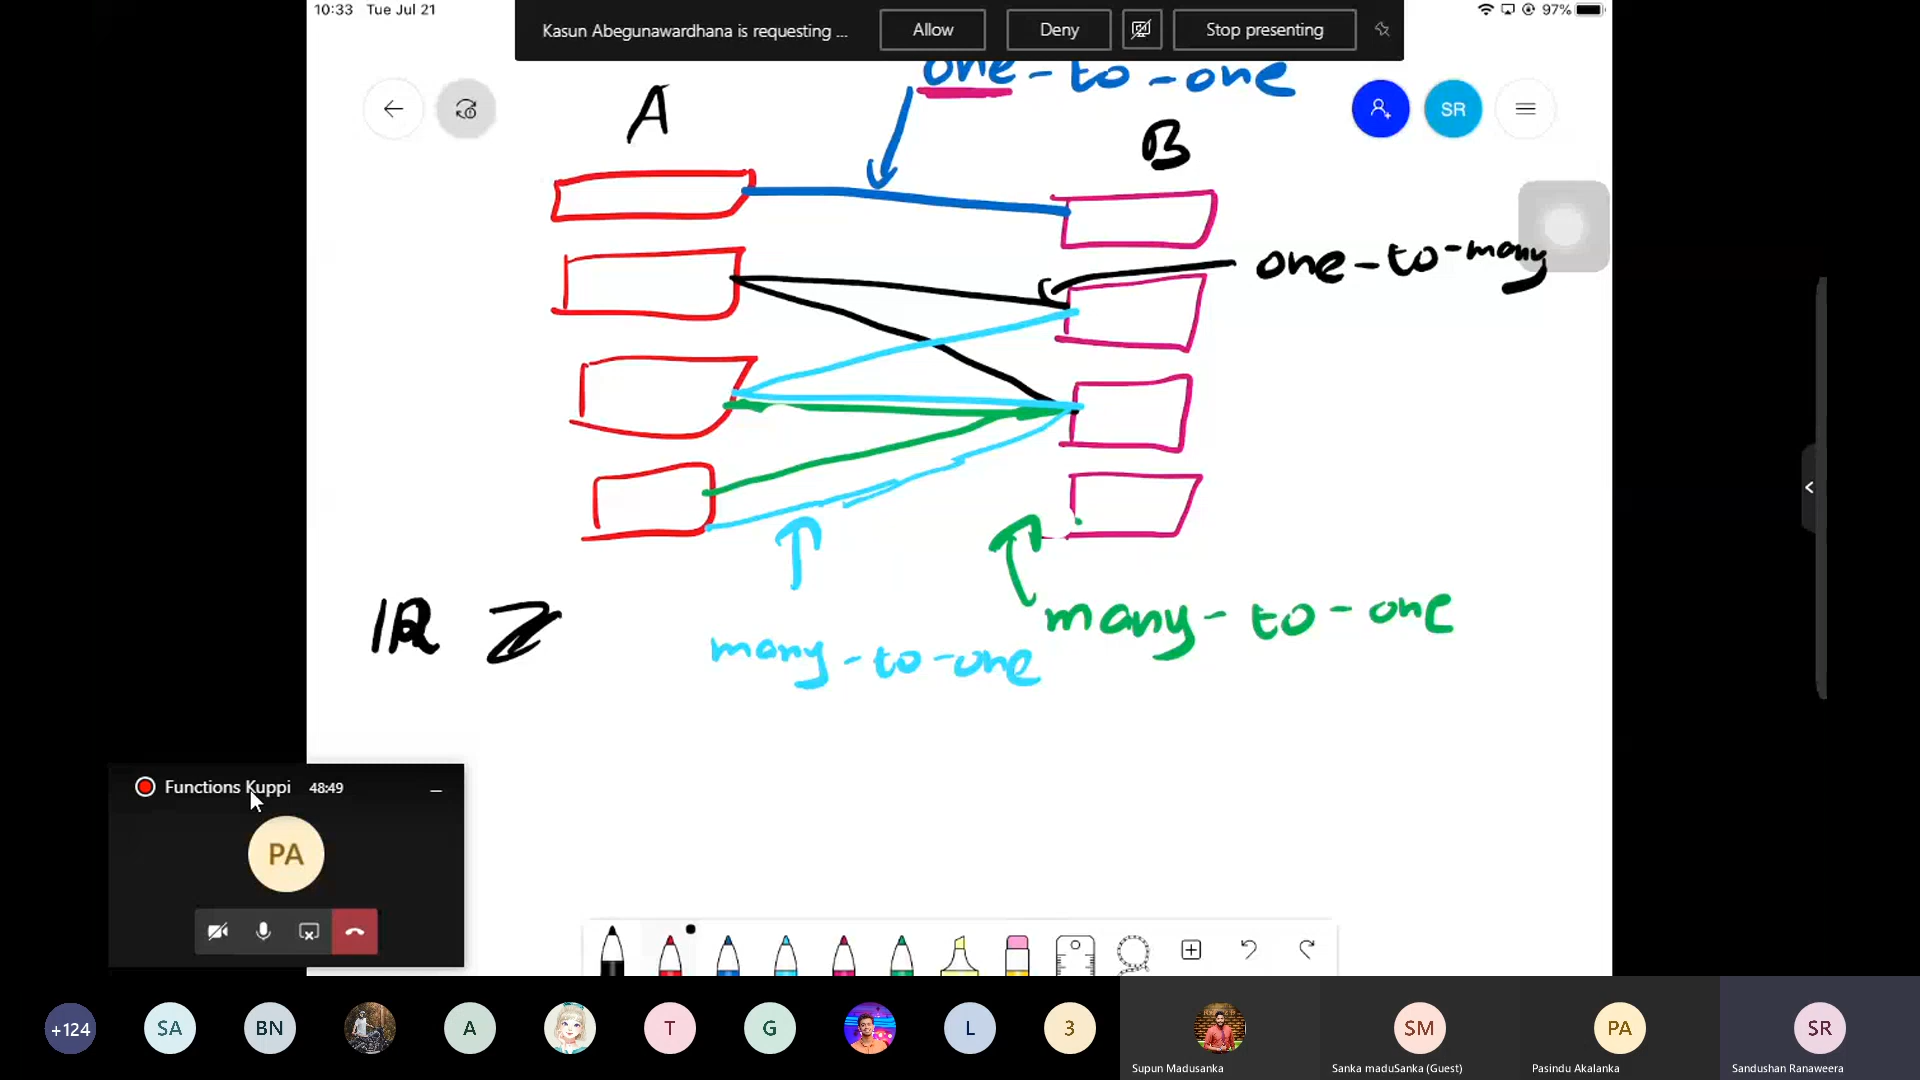 10:33 Tue Jul 21
Kasun Abegunawardhana is requesting ...
Allow
Deny
Stop presenting
97%
one-to-one
A
SR
B
one-to-many
IR Z
many-to-one
many-to-one
Functions Kuppi 48:49
PA
+124
SA
BN
A
T
G
L
3
SM
PA
SR
Supun Madusanka
Sanka maduSanka (Guest)
Pasindu Akalanka
Sandushan Ranaweera